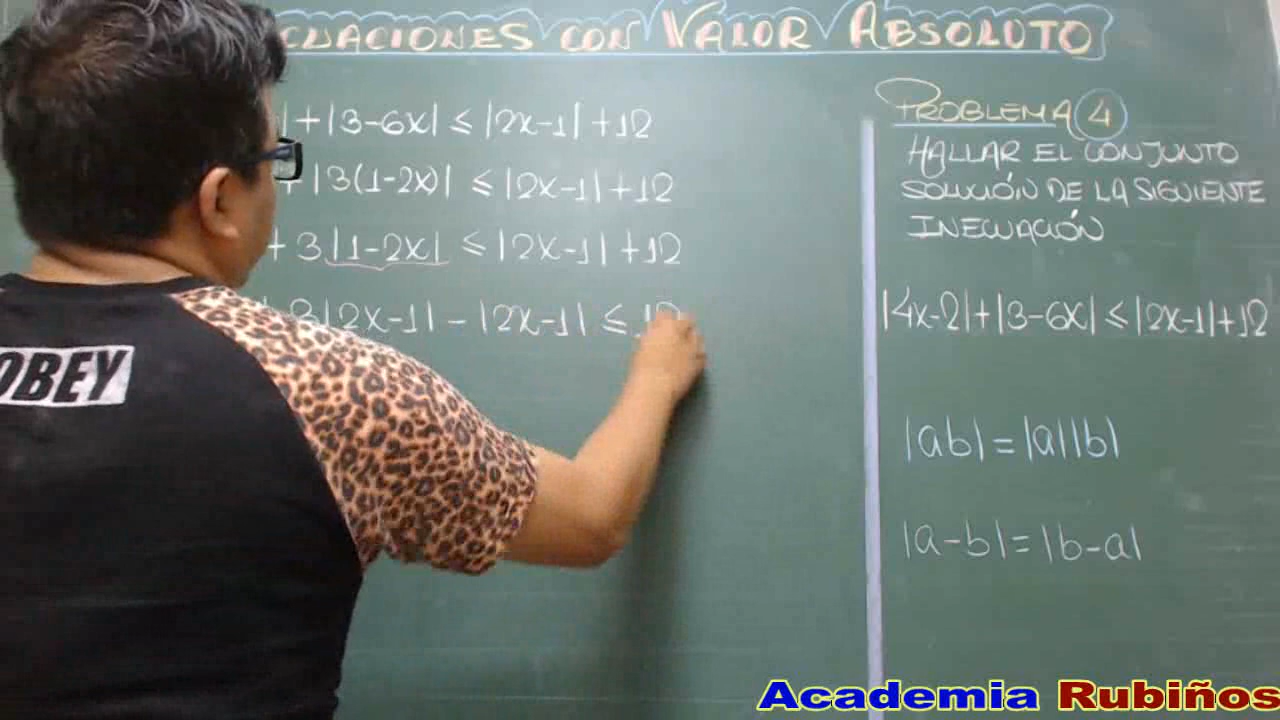 CUACIONES CON VALOR ABSOLUTO
|+|3-6x| ≤ |2x-1|+12
+ |3(1-2x)| ≤ |2x-1|+12
+ 3|1-2x| ≤ |2x-1|+12
+ 3|2x-1| - |2x-1| ≤ 12
OBEY
PROBLEMA 4
HALLAR EL CONJUNTO
SOLUCIÓN DE LA SIGUIENTE
INECUACIÓN
|4x-2|+|3-6x| ≤ |2x-1|+12
|ab| = |a||b|
|a-b| = |b-a|
Academia Rubiños